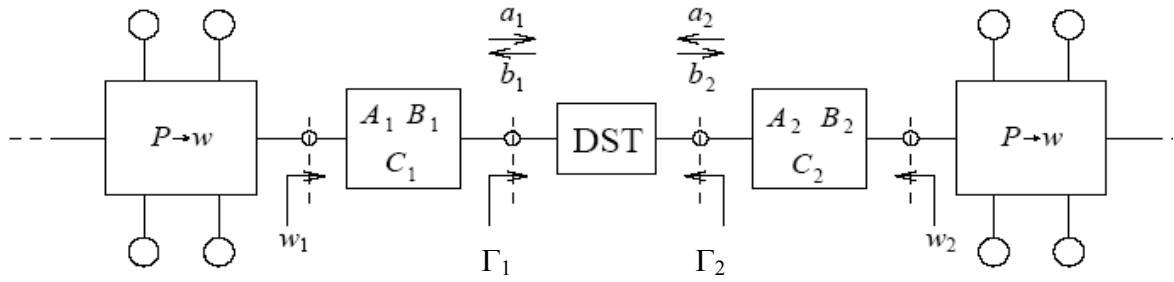 a₁ a₂
b₁ b₂
P→w A₁ B₁ DST A₂ B₂ P→w
C₁ C₂
w₁ w₂
Γ₁ Γ₂